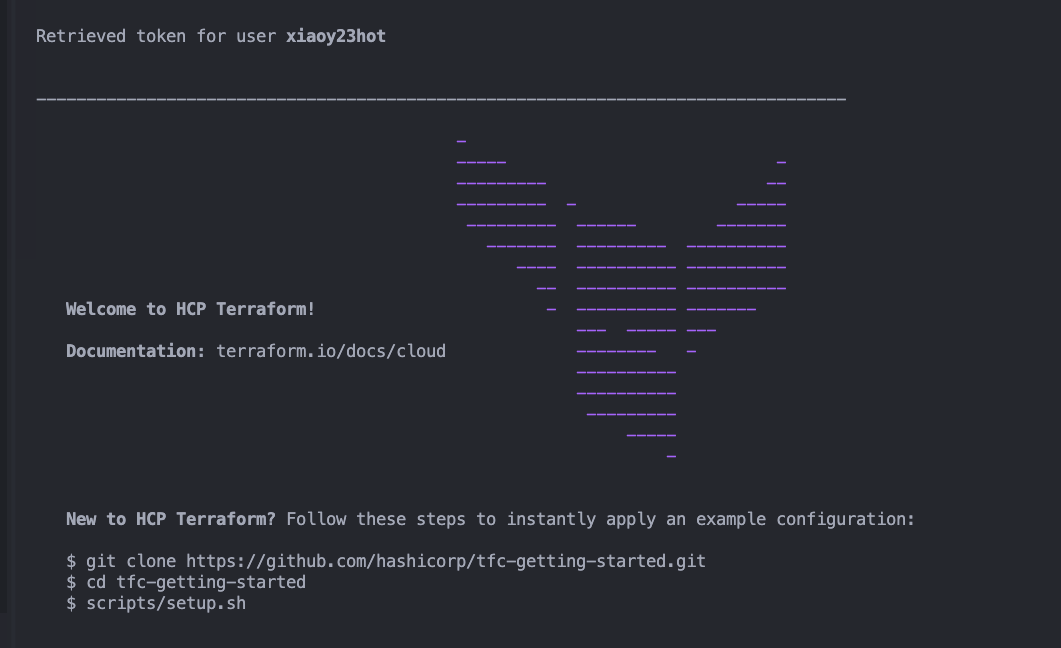 Retrieved token for user xiaoy23hot
Welcome to HCP Terraform!
Documentation: terraform.io/docs/cloud
New to HCP Terraform? Follow these steps to instantly apply an example configuration:
$ git clone https://github.com/hashicorp/tfc-getting-started.git
$ cd tfc-getting-started
$ scripts/setup.sh